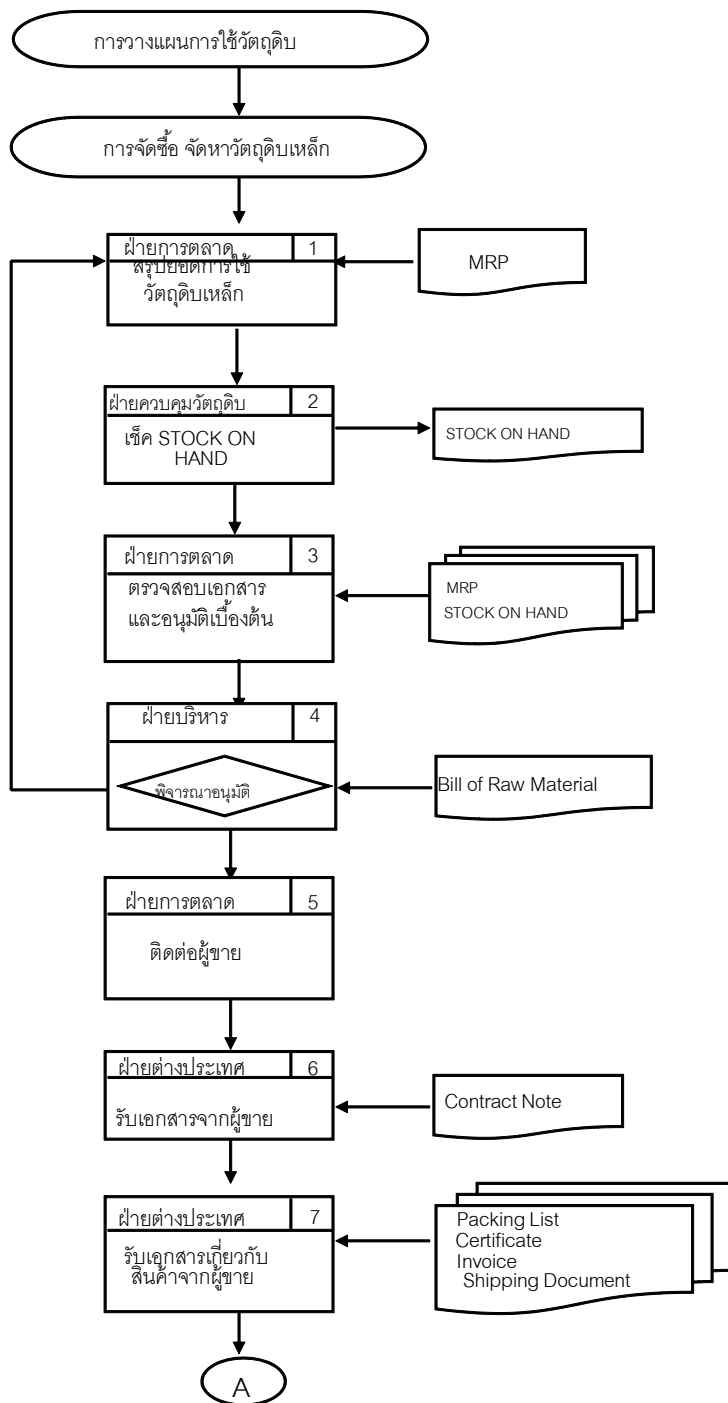 การวางแผนการใช้วัตถุดิบ
การจัดซื้อ จัดหาวัตถุดิบเหล็ก
ฝ่ายการตลาด 1
สรุปยอดการใช้
วัตถุดิบเหล็ก
MRP
ฝ่ายควบคุมวัตถุดิบ 2
เช็ค STOCK ON
HAND
STOCK ON HAND
ฝ่ายการตลาด 3
ตรวจสอบเอกสาร
และอนุมัติเบื้องต้น
MRP
STOCK ON HAND
ฝ่ายบริหาร 4
พิจารณาอนุมัติ
Bill of Raw Material
ฝ่ายการตลาด 5
ติดต่อผู้ขาย
ฝ่ายต่างประเทศ 6
รับเอกสารจากผู้ขาย
Contract Note
ฝ่ายต่างประเทศ 7
รับเอกสารเกี่ยวกับ
สินค้าจากผู้ขาย
Packing List
Certificate
Invoice
Shipping Document
A